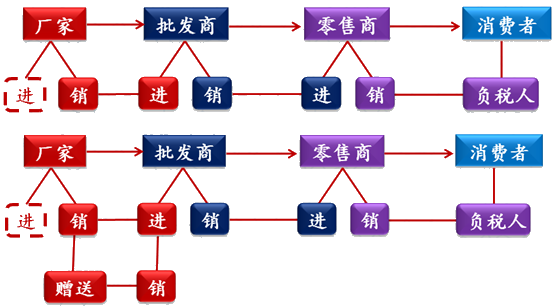 厂家 批发商 零售商 消费者
进 销 进 销 进 销 负税人
厂家 批发商 零售商 消费者
进 销 进 销 进 销 负税人
赠送 销